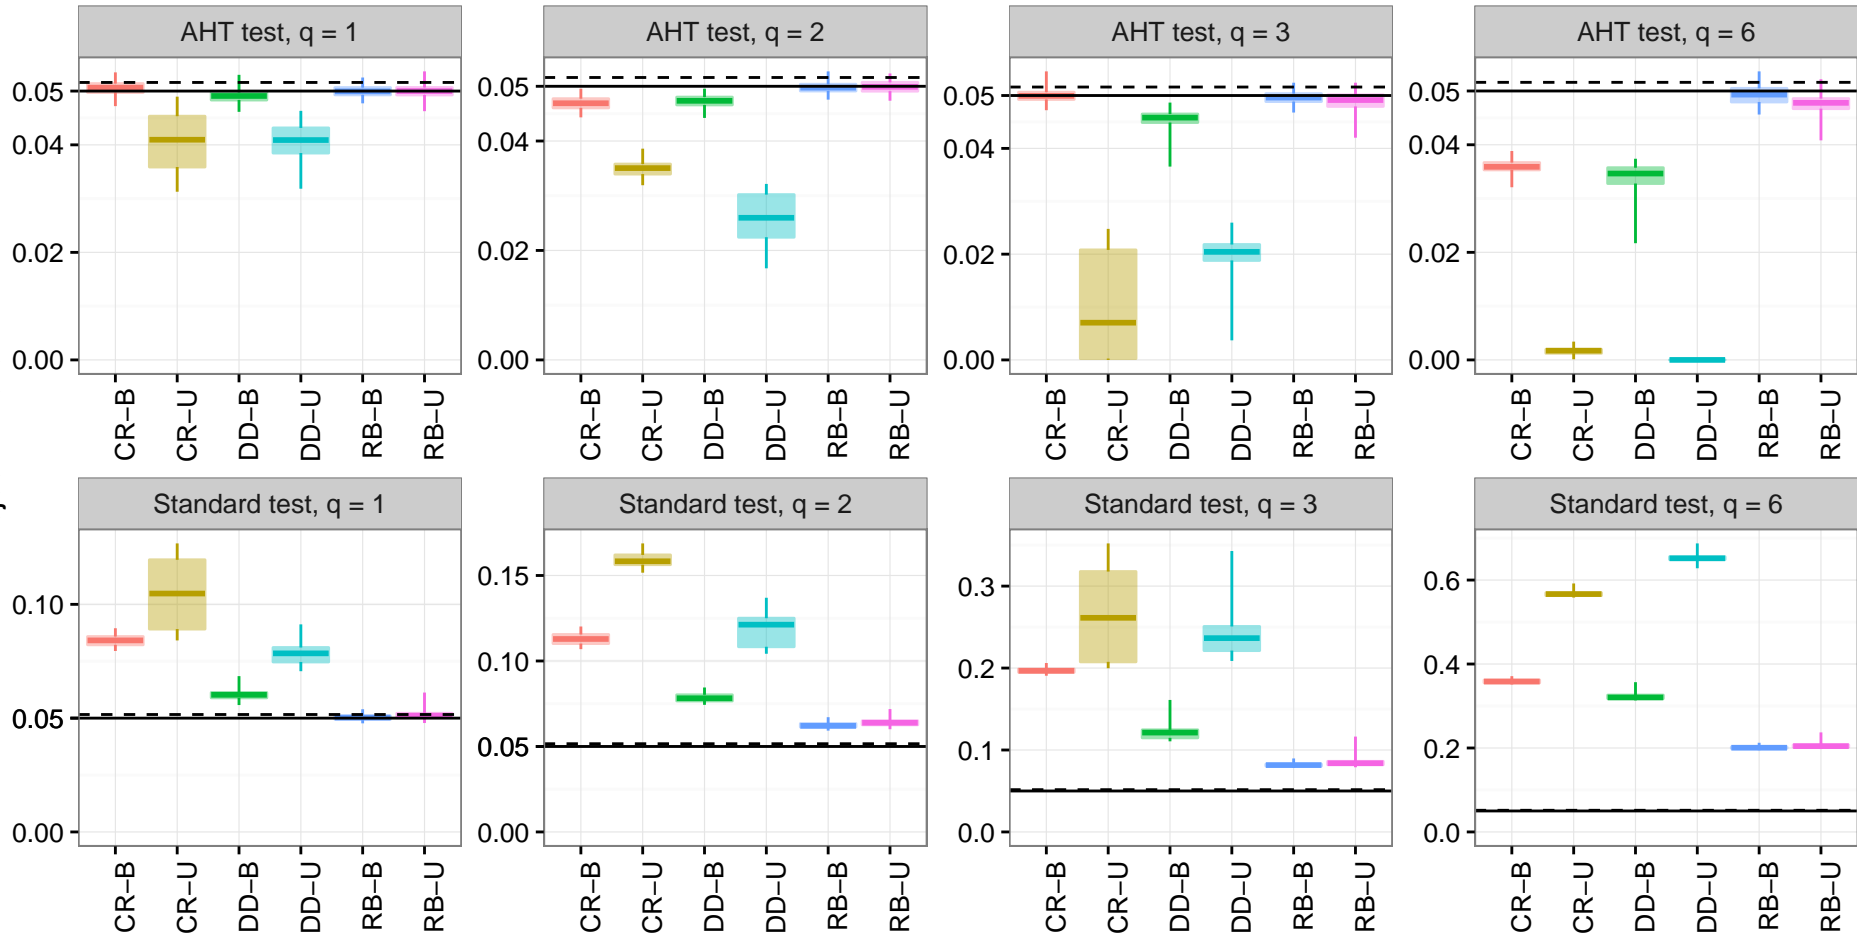 AHT test, q = 1
AHT test, q = 2
AHT test, q = 3
AHT test, q = 6
0.05
0.04
0.02
0.00
0.05
0.04
0.02
0.00
0.05
0.04
0.02
0.00
0.05
0.04
0.02
0.00
CR−B
CR−U
DD−B
DD−U
RB−B
RB−U
CR−B
CR−U
DD−B
DD−U
RB−B
RB−U
CR−B
CR−U
DD−B
DD−U
RB−B
RB−U
CR−B
CR−U
DD−B
DD−U
RB−B
RB−U
Standard test, q = 1
Standard test, q = 2
Standard test, q = 3
Standard test, q = 6
0.10
0.05
0.00
0.15
0.10
0.05
0.00
0.3
0.2
0.1
0.0
0.6
0.4
0.2
0.0
CR−B
CR−U
DD−B
DD−U
RB−B
RB−U
CR−B
CR−U
DD−B
DD−U
RB−B
RB−U
CR−B
CR−U
DD−B
DD−U
RB−B
RB−U
CR−B
CR−U
DD−B
DD−U
RB−B
RB−U